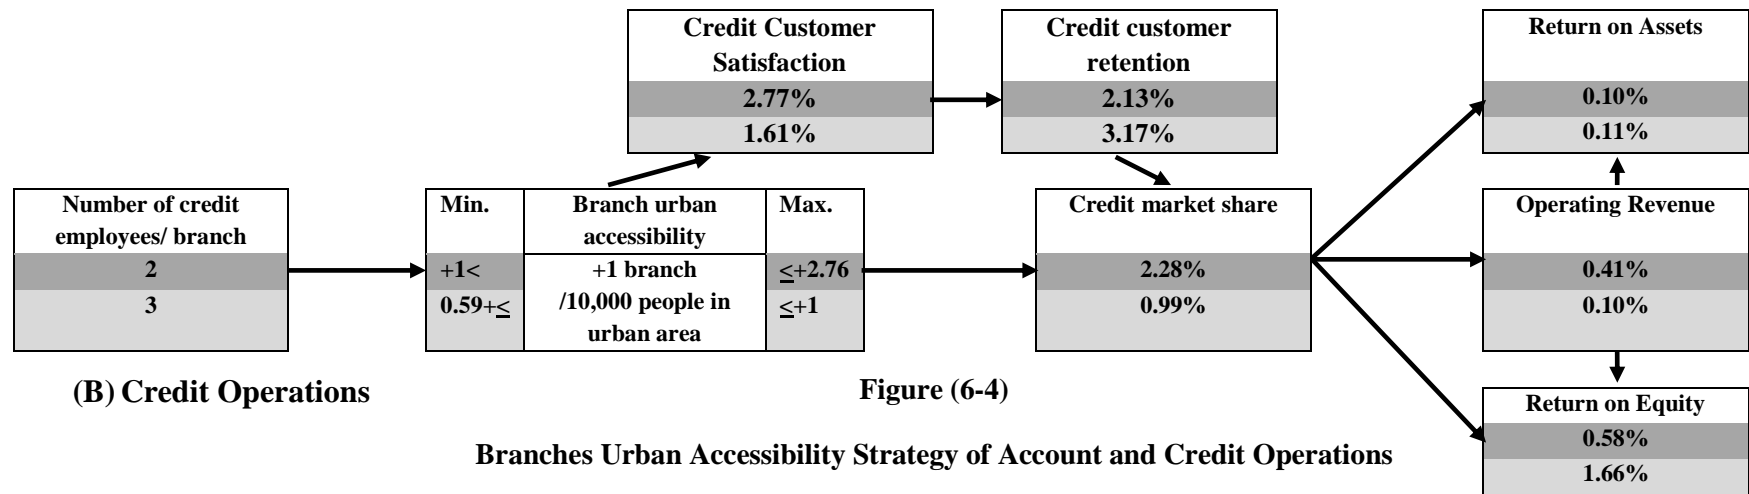 Credit Customer
Satisfaction
2.77%
1.61%
Credit customer
retention
2.13%
3.17%
Return on Assets
0.10%
0.11%
Number of credit
employees/ branch
2
3
Min.
+1<
0.59+≤
Branch urban
accessibility
+1 branch
/10,000 people in
urban area
Max.
≤+2.76
≤+1
Credit market share
2.28%
0.99%
Operating Revenue
0.41%
0.10%
Return on Equity
0.58%
1.66%
(B) Credit Operations
Figure (6-4)
Branches Urban Accessibility Strategy of Account and Credit Operations